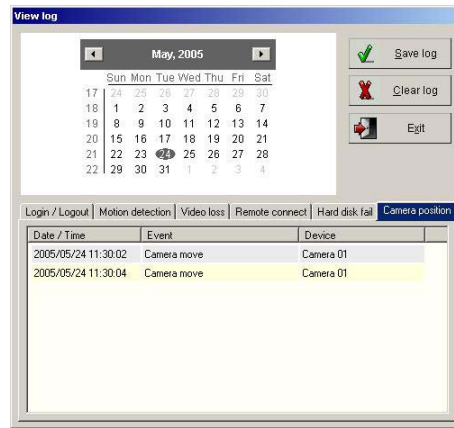 View log
May, 2005
Save log
Sun Mon Tue Wed Thu Fri Sat
17 24 25 26 27 28 29 30
Clear log
18 1 2 3 4 5 6 7
19 8 9 10 11 12 13 14
Exit
20 15 16 17 18 19 20 21
21 22 23 24 25 26 27 28
22 29 30 31 1 2 3 4
Login / Logout Motion detection Video loss Remote connect Hard disk fail Camera position
Date / Time Event Device
2005/05/24 11:30:02 Camera move Camera 01
2005/05/24 11:30:04 Camera move Camera 01